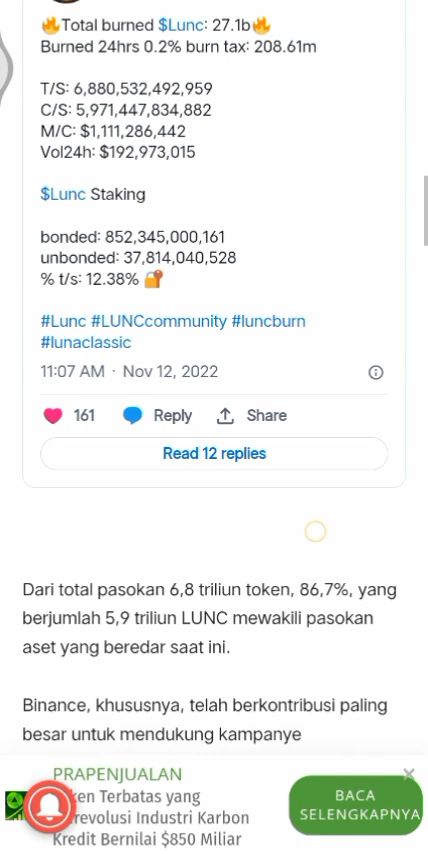 🔥Total burned $Lunc: 27.1b🔥
Burned 24hrs 0.2% burn tax: 208.61m
T/S: 6,880,532,492,959
C/S: 5,971,447,834,882
M/C: $1,111,286,442
Vol24h: $192,973,015
$Lunc Staking
bonded: 852,345,000,161
unbonded: 37,814,040,528
% t/s: 12.38% 🔐
#Lunc #LUNCcommunity #luncburn
#lunaclassic
11:07 AM · Nov 12, 2022
161 Reply Share
Read 12 replies
Dari total pasokan 6,8 triliun token, 86,7%, yang
berjumlah 5,9 triliun LUNC mewakili pasokan
aset yang beredar saat ini.
Binance, khususnya, telah berkontribusi paling
besar untuk mendukung kampanye
PRAPENJUALAN
Terbatas yang
Industri Karbon
Kredit Bernilai $850 Miliar
BACA
SELENGKAPNYA